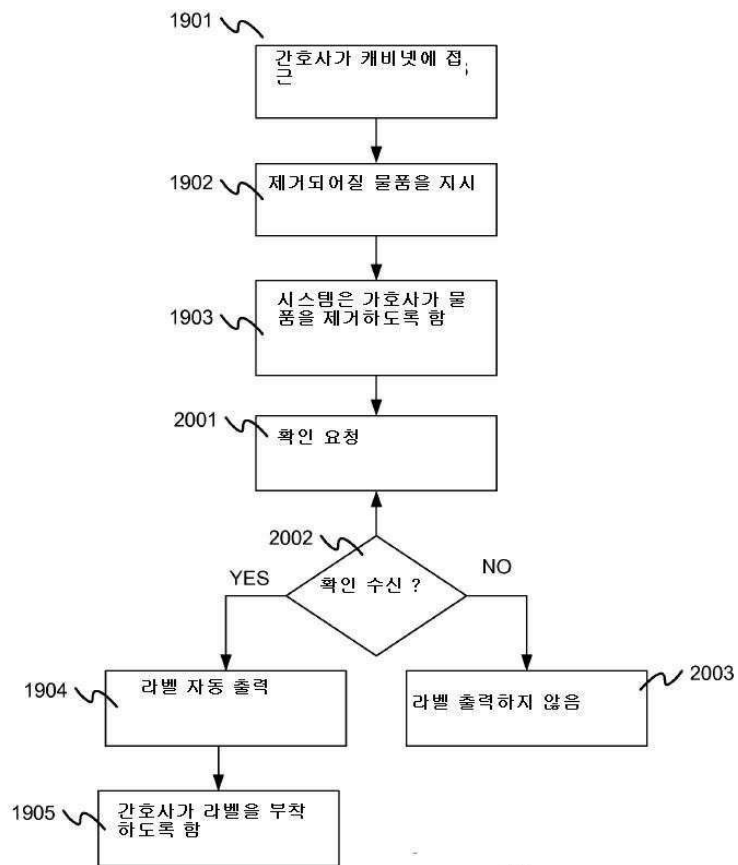 1901
간호사가 캐비넷에 접
근
1902
제거되어질 물품을 지시
1903
시스템은 가호사가 물
품을 제거하도록 함
2001
확인 요청
2002
확인 수신 ?
YES
NO
1904
라벨 자동 출력
2003
라벨 출력하지 않음
1905
간호사가 라벨을 부착
하도록 함